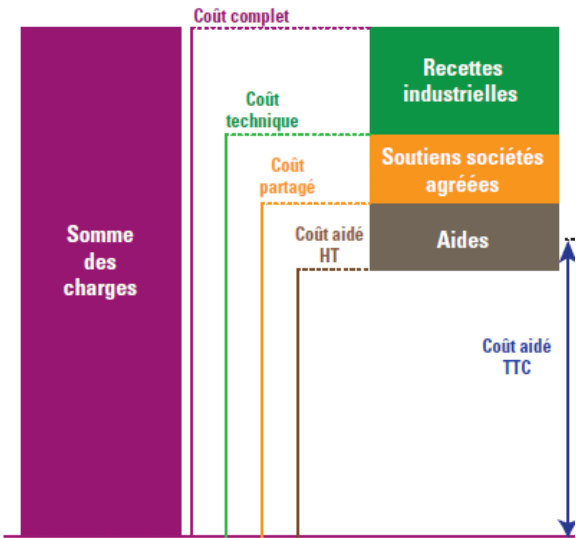 Coût complet
Recettes
industrielles
Coût
technique
Soutiens sociétés
agréées
Coût
partagé
Somme
des
charges
Coût aidé
HT
Aides
Coût aidé
TTC